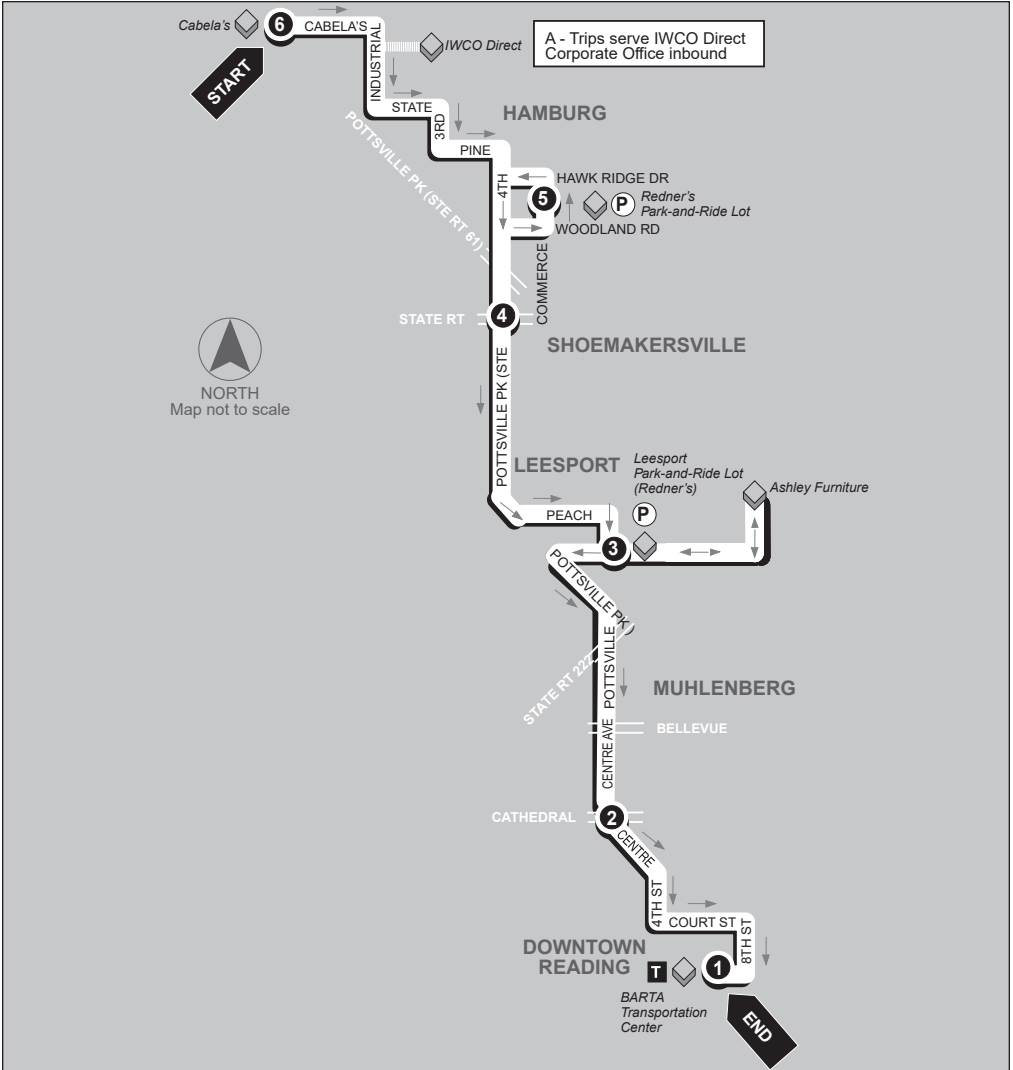 Cabela's
6
CABELA'S
START
INDUSTRIAL
IWCO Direct
A - Trips serve IWCO Direct
Corporate Office inbound
STATE
3RD
HAMBURG
PINE
POTTSVILLE PK (STE RT 61)
4TH
HAWK RIDGE DR
5
P
Redner's
Park-and-Ride Lot
WOODLAND RD
COMMERCE
STATE RT
4
SHOEMAKERSVILLE
NORTH
Map not to scale
POTTSVILLE PK (STE
LEESPORT
Leesport
Park-and-Ride Lot
(Redner's)
P
Ashley Furniture
PEACH
3
POTTSVILLE PK)
STATE RT 222
POTTSVILLE
MUHLENBERG
CENTRE AVE
BELLEVUE
CATHEDRAL
2
CENTRE
4TH ST
COURT ST
8TH ST
DOWNTOWN
READING
T
1
BARTA
Transportation
Center
END